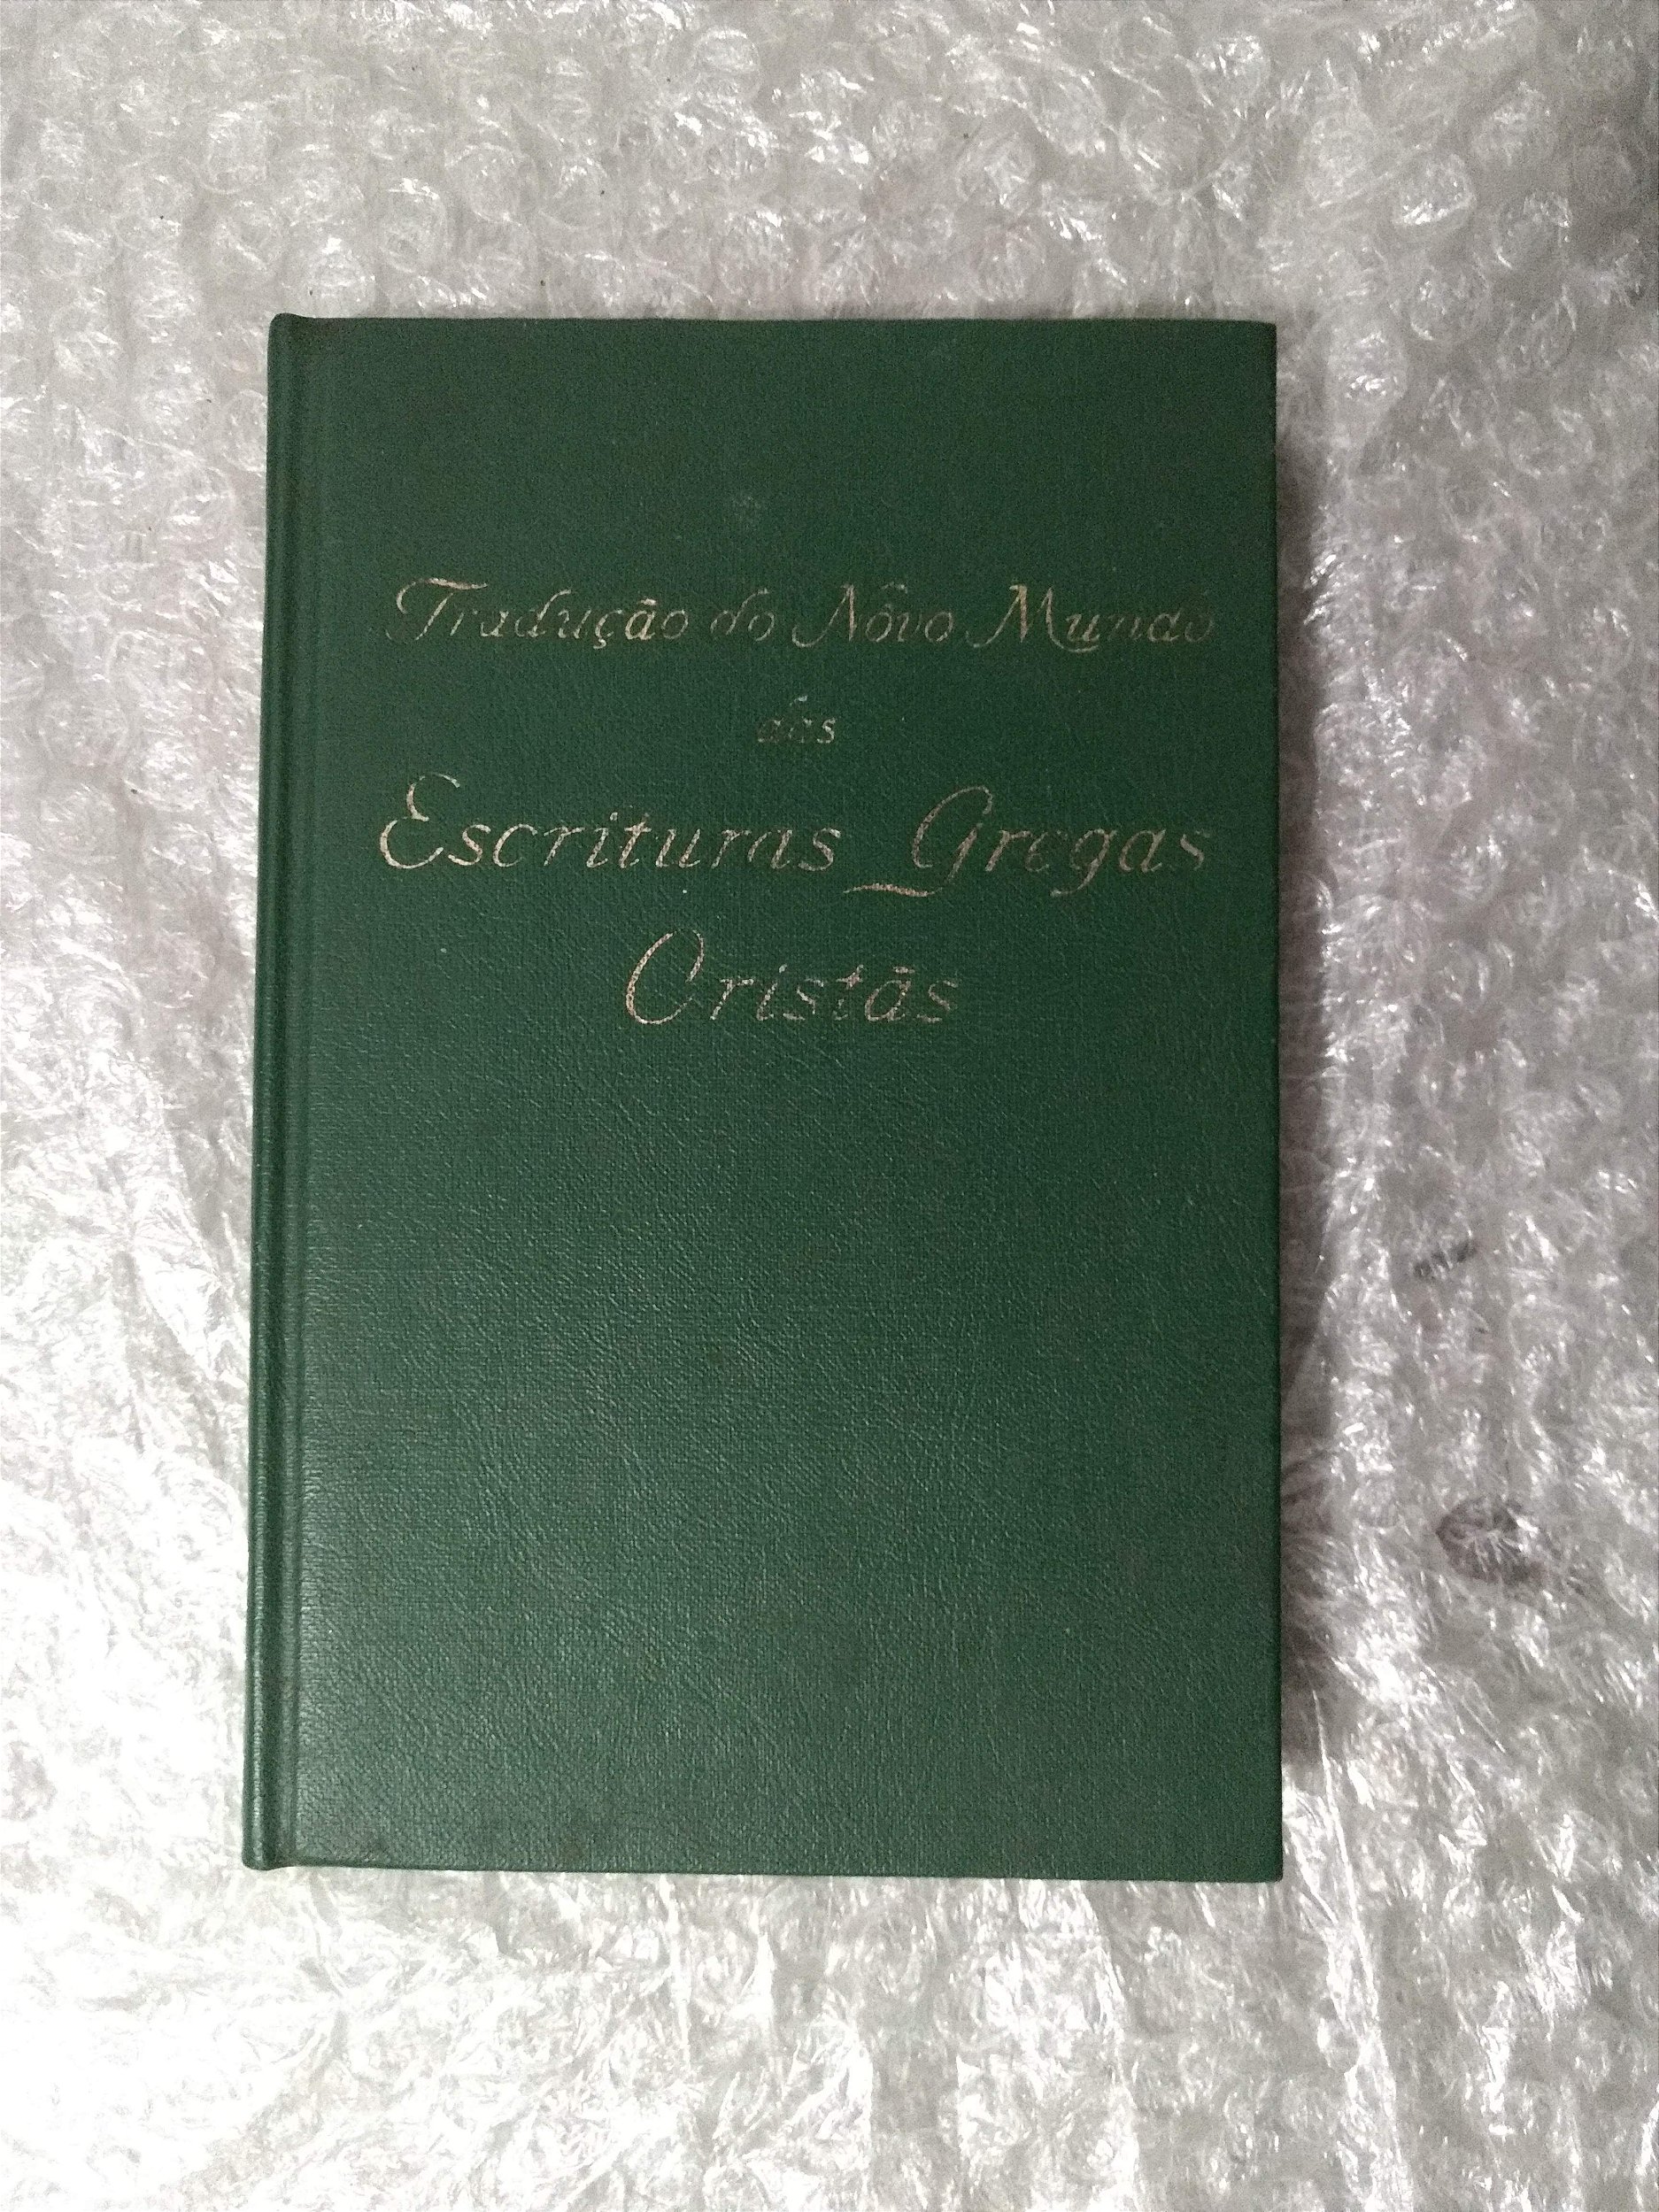 Tradução do Nôvo Mundo
das
Escrituras Gregas
Cristãs